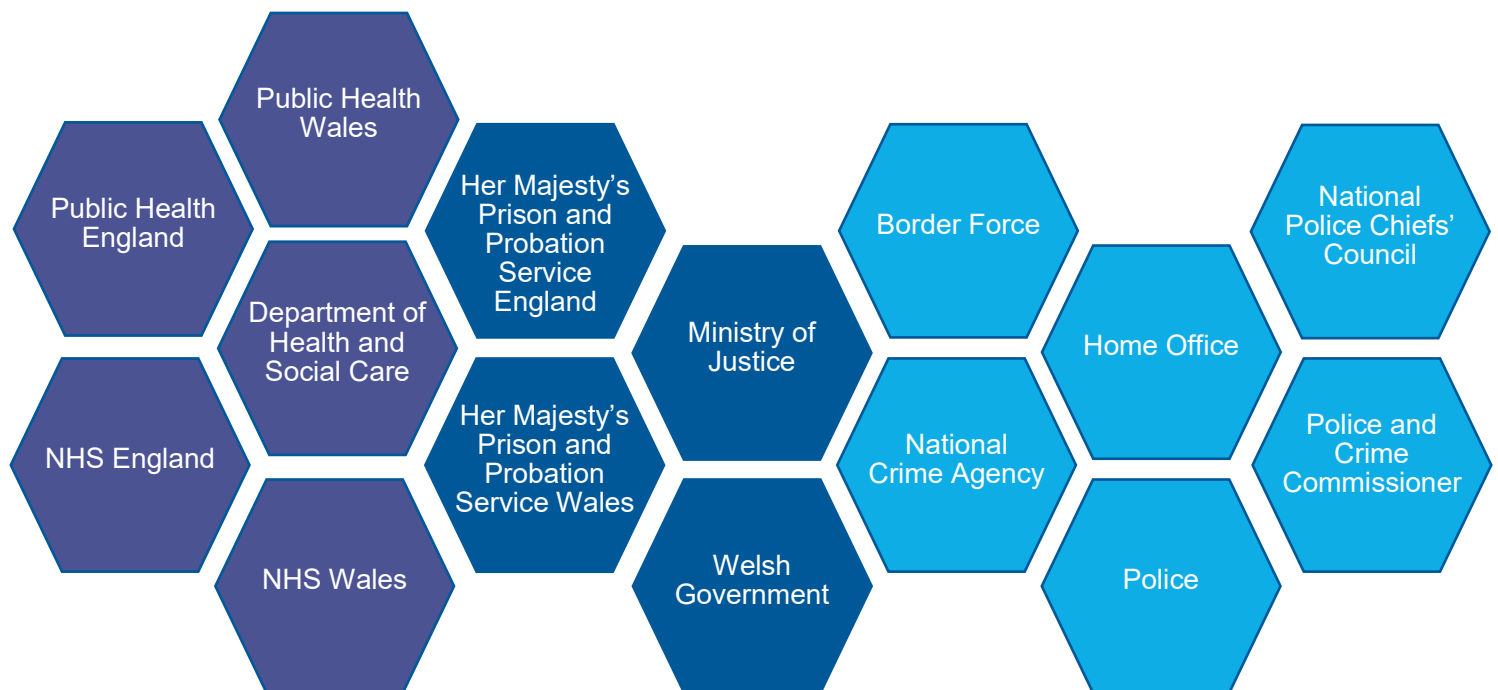 Public Health
Wales
Public Health
England
Department of
Health and
Social Care
NHS England
NHS Wales
Her Majesty’s
Prison and
Probation
Service
England
Her Majesty’s
Prison and
Probation
Service Wales
Ministry of
Justice
Welsh
Government
Border Force
National
Crime Agency
Home Office
Police
National
Police Chiefs’
Council
Police and
Crime
Commissioner